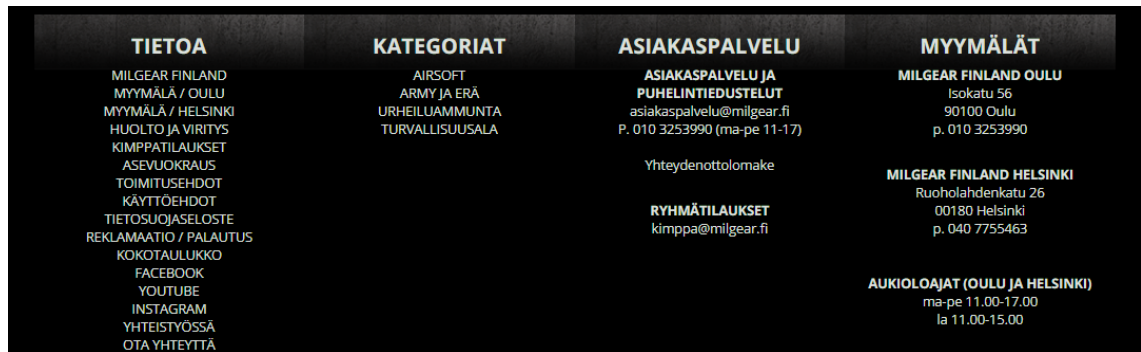 TIETOA
MILGEAR FINLAND
MYYMÄLÄ / OULU
MYYMÄLÄ / HELSINKI
HUOLTO JA VIRITYS
KIMPPATILAUKSET
ASEVUOKRAUS
TOIMITUSEHDOT
KÄYTTÖEHDOT
TIETOSUOJASELOSTE
REKLAMAATIO / PALAUTUS
KOKOTAULUKKO
FACEBOOK
YOUTUBE
INSTAGRAM
YHTEISTYÖSSÄ
OTA YHTEYTTÄ
KATEGORIAT
AIRSOFT
ARMY JA ERÄ
URHEILUAMMUNTA
TURVALLISUUSALA
ASIAKASPALVELU
ASIAKASPALVELU JA
PUHELINTIEDUSTELUT
asiakaspalvelu@milgear.fi
P. 010 3253990 (ma-pe 11-17)
Yhteydenottolomake
RYHMÄTILAUKSET
kimppa@milgear.fi
MYYMÄLÄT
MILGEAR FINLAND OULU
Isokatu 56
90100 Oulu
p. 010 3253990
MILGEAR FINLAND HELSINKI
Ruoholahdenkatu 26
00180 Helsinki
p. 040 7755463
AUKIOLOAJAT (OULU JA HELSINKI)
ma-pe 11.00-17.00
la 11.00-15.00